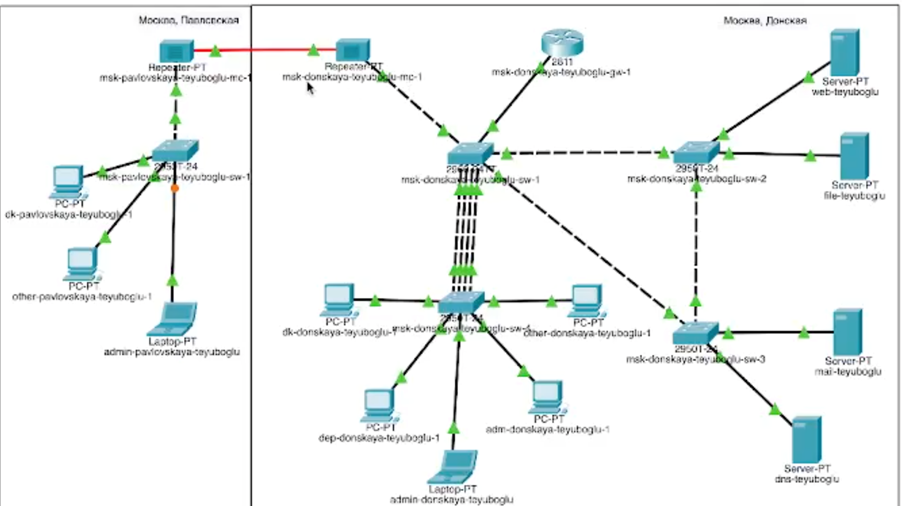 Москва, Павловская
Москва, Донская
Repeater-PT
msk-pavlovskaya-teyuboglu-mc-1
Repeater-PT
msk-donskaya-teyuboglu-mc-1
2811
msk-donskaya-teyuboglu-gw-1
Server-PT
web-teyuboglu
2950T-24
msk-pavlovskaya-teyuboglu-sw-1
msk-donskaya-teyuboglu-sw-1
2950T-24
msk-donskaya-teyuboglu-sw-2
Server-PT
file-teyuboglu
PC-PT
dk-pavlovskaya-teyuboglu-1
PC-PT
other-pavlovskaya-teyuboglu-1
Laptop-PT
admin-pavlovskaya-teyuboglu
PC-PT
dk-donskaya-teyuboglu-1
2950T-24
msk-donskaya-teyuboglu-sw-4
PC-PT
other-donskaya-teyuboglu-1
2950T-24
msk-donskaya-teyuboglu-sw-3
Server-PT
mail-teyuboglu
PC-PT
dep-donskaya-teyuboglu-1
PC-PT
adm-donskaya-teyuboglu-1
Laptop-PT
admin-donskaya-teyuboglu
Server-PT
dns-teyuboglu